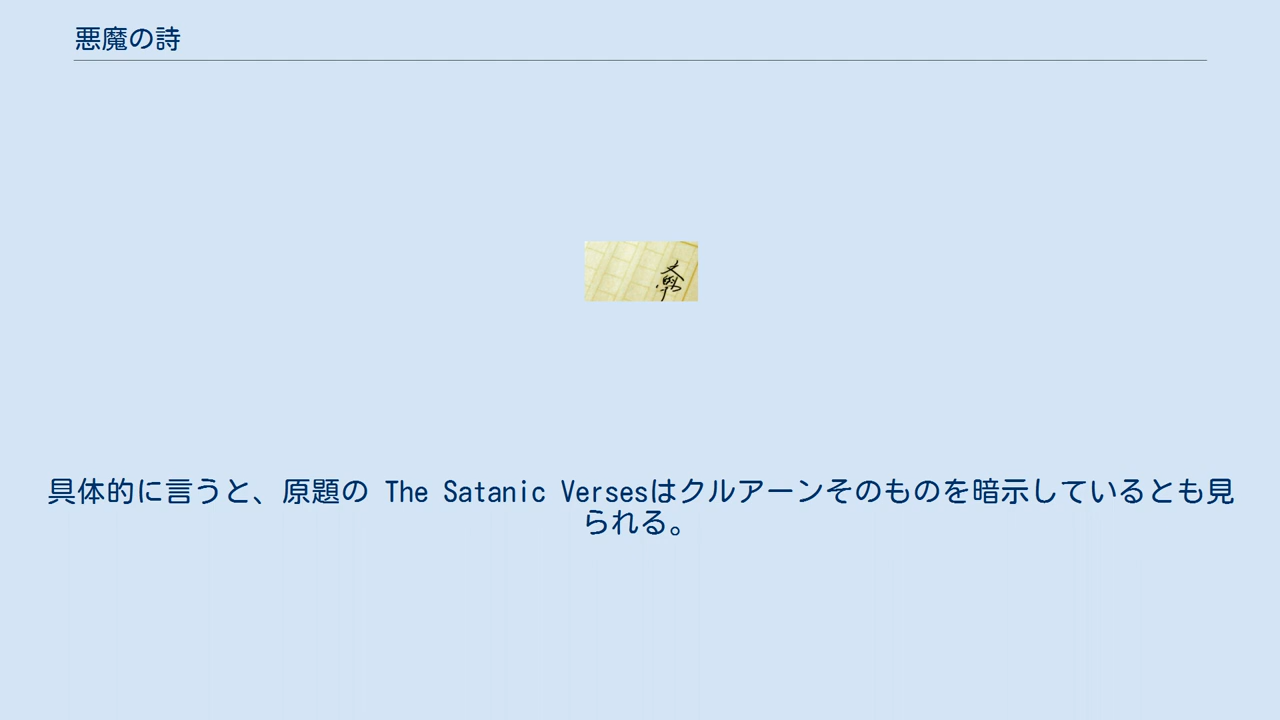 悪魔の詩
具体的に言うと、原題の The Satanic Versesはクルアーンそのものを暗示しているとも見
られる。